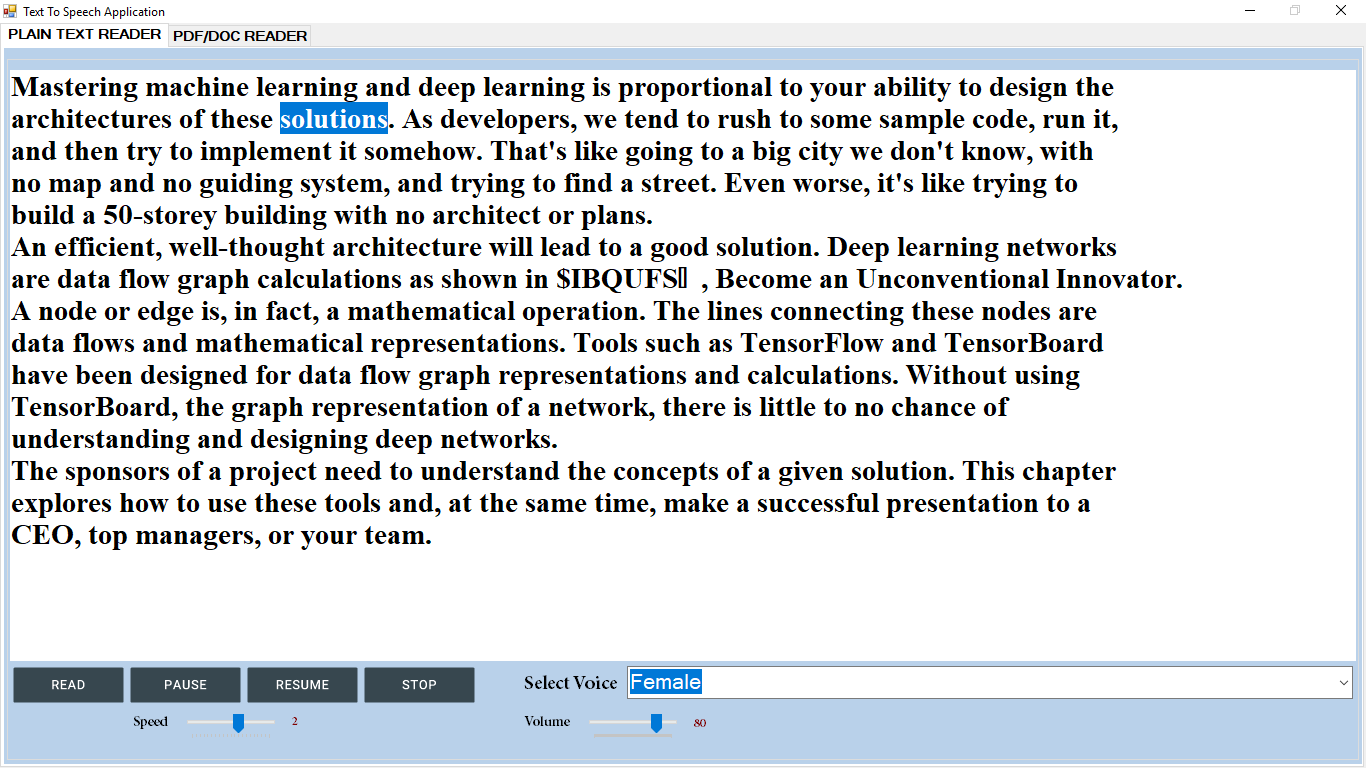 Text To Speech Application
PLAIN TEXT READER
PDF/DOC READER
Mastering machine learning and deep learning is proportional to your ability to design the
architectures of these solutions. As developers, we tend to rush to some sample code, run it,
and then try to implement it somehow. That's like going to a big city we don't know, with
no map and no guiding system, and trying to find a street. Even worse, it's like trying to
build a 50-storey building with no architect or plans.
An efficient, well-thought architecture will lead to a good solution. Deep learning networks
are data flow graph calculations as shown in $IBQUFS , Become an Unconventional Innovator.
A node or edge is, in fact, a mathematical operation. The lines connecting these nodes are
data flows and mathematical representations. Tools such as TensorFlow and TensorBoard
have been designed for data flow graph representations and calculations. Without using
TensorBoard, the graph representation of a network, there is little to no chance of
understanding and designing deep networks.
The sponsors of a project need to understand the concepts of a given solution. This chapter
explores how to use these tools and, at the same time, make a successful presentation to a
CEO, top managers, or your team.
READ
PAUSE
RESUME
STOP
Select Voice
Female
Speed
2
Volume
80